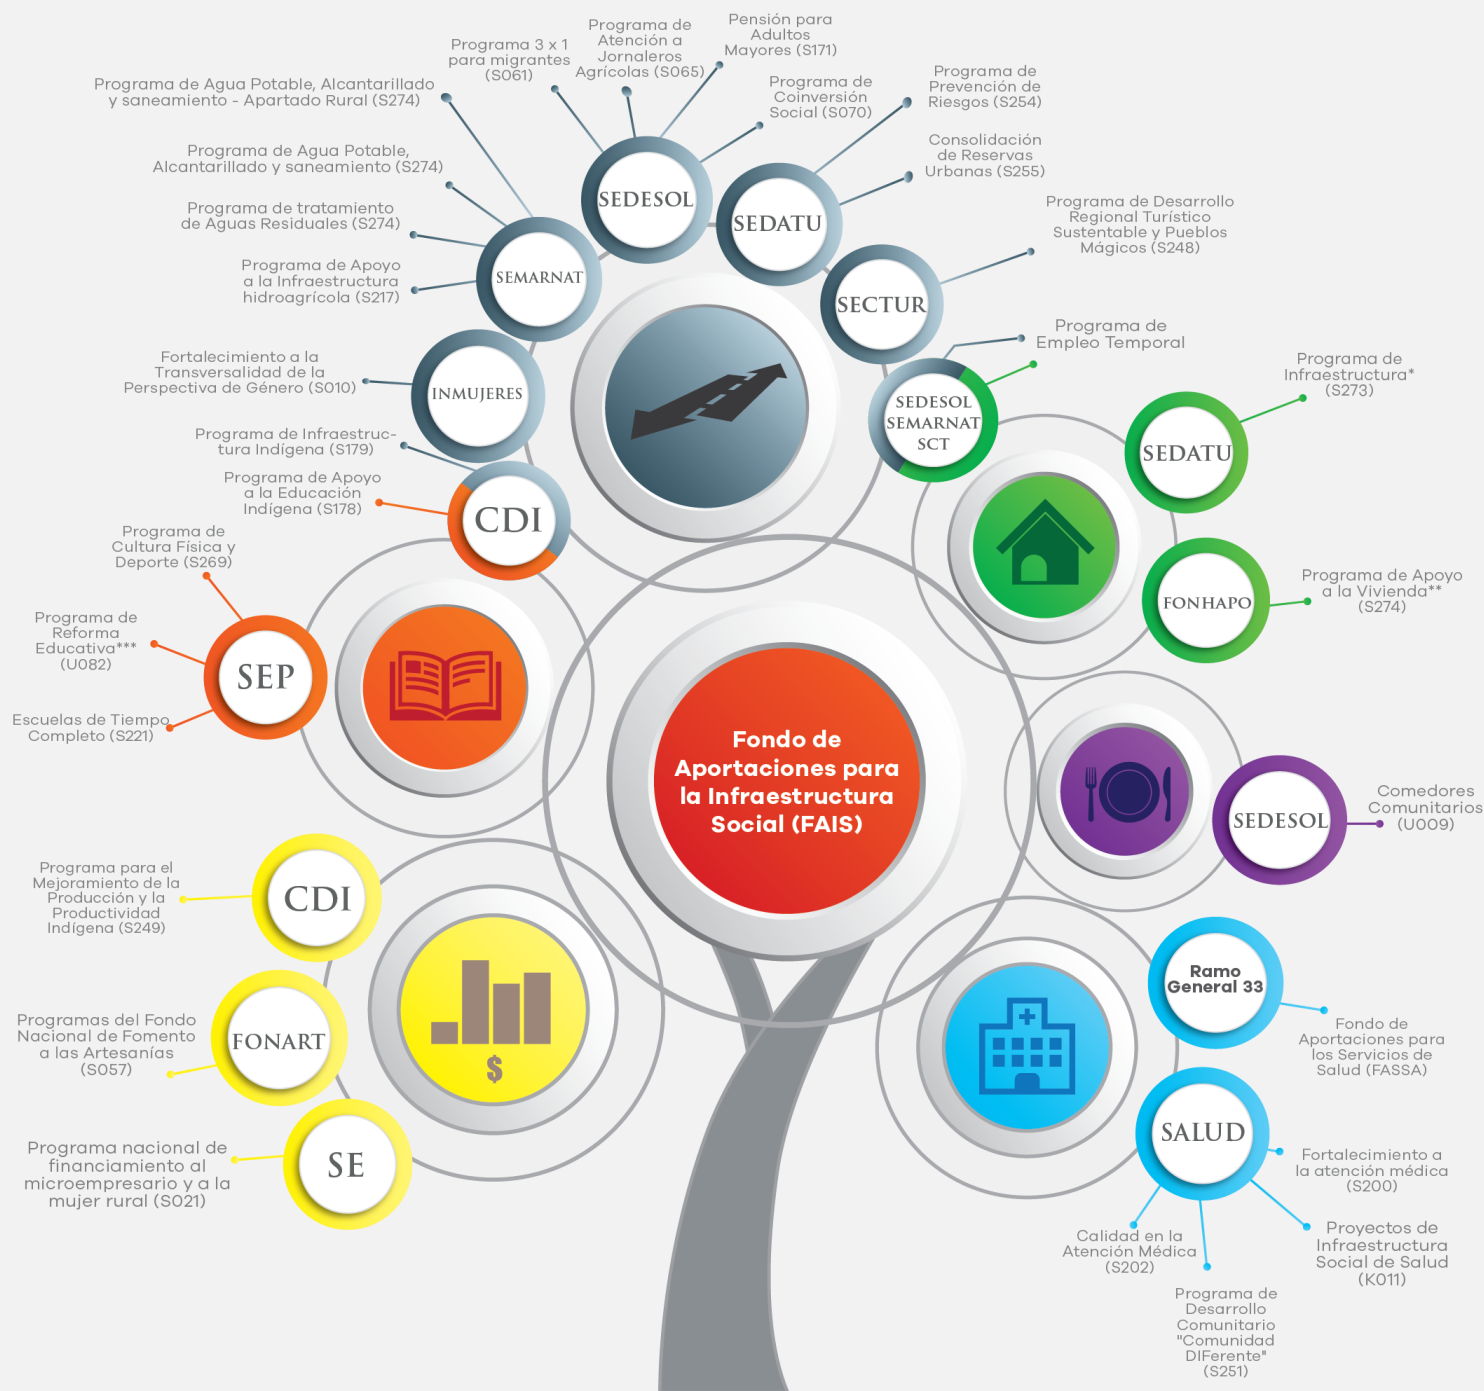 Programa de Agua Potable, Alcantarillado
y saneamiento - Apartado Rural (S274)
Programa 3 x 1
para migrantes
(S061)
Programa de
Atención a
Jornaleros
Agrícolas (S065)
Pensión para
Adultos
Mayores (S171)
Programa de
Coinversión
Social (S070)
Programa de
Prevención de
Riesgos (S254)
Consolidación
de Reservas
Urbanas (S255)
Programa de Desarrollo
Regional Turístico
Sustentable y Pueblos
Mágicos (S248)
Programa de Agua Potable,
Alcantarillado y saneamiento (S274)
Programa de tratamiento
de Aguas Residuales (S274)
Programa de Apoyo
a la Infraestructura
hidroagrícola (S217)
SEDESOL
SEDATU
SEMARNAT
SECTUR
Programa de
Empleo Temporal
Fortalecimiento a la
Transversalidad de la
Perspectiva de Género (S010)
INMUJERES
SEDESOL
SEMARNAT
SCT
Programa de
Infraestructura*
(S273)
SEDATU
Programa de Infraestruc-
tura Indígena (S179)
Programa de Apoyo
a la Educación
Indígena (S178)
CDI
Programa de
Cultura Física y
Deporte (S269)
Programa de
Reforma
Educativa***
(U082)
Escuelas de Tiempo
Completo (S221)
SEP
FONHAPO
Programa de Apoyo
a la Vivienda**
(S274)
Fondo de
Aportaciones para
la Infraestructura
Social (FAIS)
SEDESOL
Comedores
Comunitarios
(U009)
Programa para el
Mejoramiento de la
Producción y la
Productividad
Indígena (S249)
CDI
Programas del Fondo
Nacional de Fomento
a las Artesanías
(S057)
FONART
$
Programa nacional de
financiamiento al
microempresario y a la
mujer rural (S021)
SE
Ramo
General 33
Fondo de
Aportaciones para
los Servicios de
Salud (FASSA)
SALUD
Fortalecimiento a
la atención médica
(S200)
Proyectos de
Infraestructura
Social de Salud
(K011)
Calidad en la
Atención Médica
(S202)
Programa de
Desarrollo
Comunitario
"Comunidad
DIFerente"
(S251)